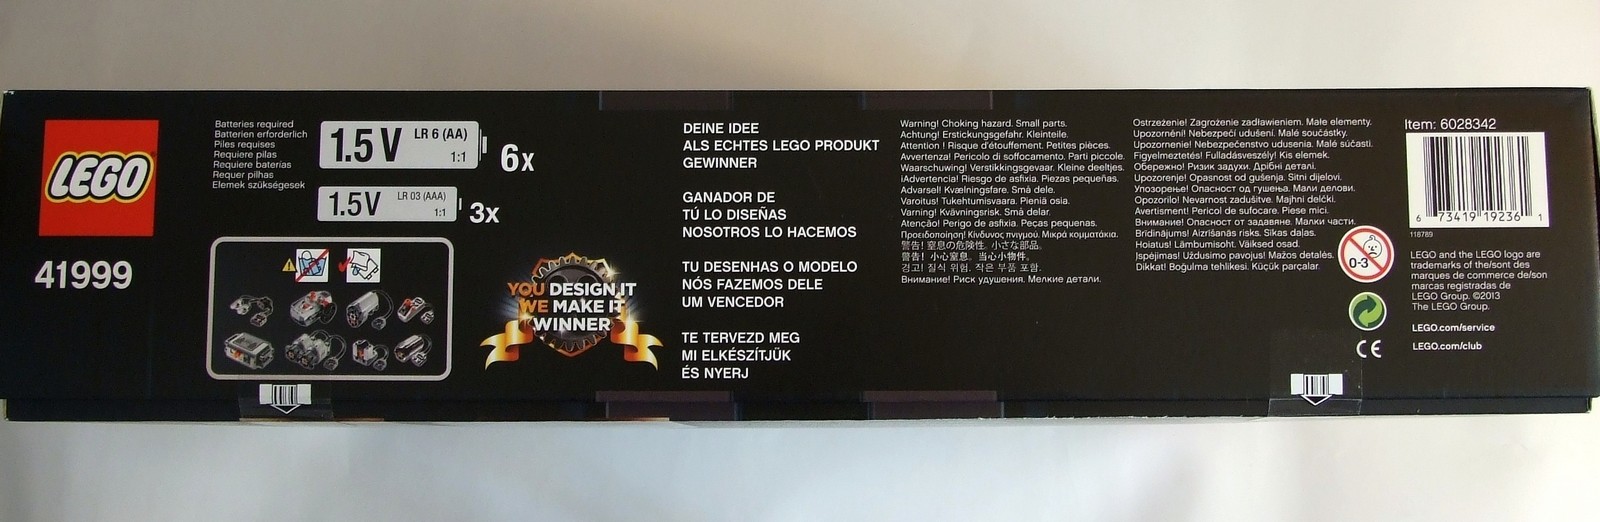 LEGO
41999
Batteries required
Batterien erforderlich
Piles requises
Requiere pilas
Requiere baterías
Requer pilhas
Elemek szükségesek
1.5 V LR 6 (AA)
1:1
6x
1.5 V LR 03 (AAA)
1:1
3x
YOU DESIGN IT
WE MAKE IT
WINNER
DEINE IDEE
ALS ECHTES LEGO PRODUKT
GEWINNER
GANADOR DE
TÚ LO DISEÑAS
NOSOTROS LO HACEMOS
TU DESENHAS O MODELO
NÓS FAZEMOS DELE
UM VENCEDOR
TE TERVEZD MEG
MI ELKÉSZÍTJÜK
ÉS NYERJ
Warning! Choking hazard. Small parts.
Achtung! Erstickungsgefahr. Kleinteile.
Attention ! Risque d'étouffement. Petites pièces.
Avvertenza! Pericolo di soffocamento. Parti piccole.
Waarschuwing! Verstikkingsgevaar. Kleine deeltjes.
¡Advertencia! Riesgo de asfixia. Piezas pequeñas.
Advarsel! Kvælningsfare. Små dele.
Varoitus! Tukehtumisvaara. Pieniä osia.
Varning! Kvävningsrisk. Små delar.
Atenção! Perigo de asfixia. Peças pequenas.
Προειδοποίηση! Κίνδυνος πνιγμού. Μικρά κομματάκια.
警告! 窒息の危険性。小さな部品。
警告! 小心窒息。当心小物件。
경고! 질식 위험. 작은 부품 포함.
Внимание! Риск удушения. Мелкие детали.
Ostrzeżenie! Zagrożenie zadławieniem. Małe elementy.
Upozornění! Nebezpečí udušení. Malé součástky.
Upozornenie! Nebezpečenstvo udusenia. Malé súčasti.
Figyelmeztetés! Fulladásveszély! Kis elemek.
Обережно! Ризик задухи. Дрібні деталі.
Upozorenje! Opasnost od gušenja. Sitni dijelovi.
Упозорење! Опасност од гушења. Мали делови.
Opozorilo! Nevarnost zadušitve. Majhni delčki.
Avertisment! Pericol de sufocare. Piese mici.
Внимание! Опасност от задавяне. Малки части.
Brīdinājums! Aizrīšanās risks. Sīkas daļas.
Hoiatus! Lämbumisoht. Väiksed osad.
Įspėjimas! Uždusimo pavojus! Mažos detalės.
Dikkat! Boğulma tehlikesi. Küçük parçalar.
0-3
CE
Item: 6028342
6 73419 19236 1
118789
LEGO and the LEGO logo are
trademarks of the/sont des
marques de commerce de/son
marcas registradas de
LEGO Group. ©2013
The LEGO Group.
LEGO.com/service
LEGO.com/club